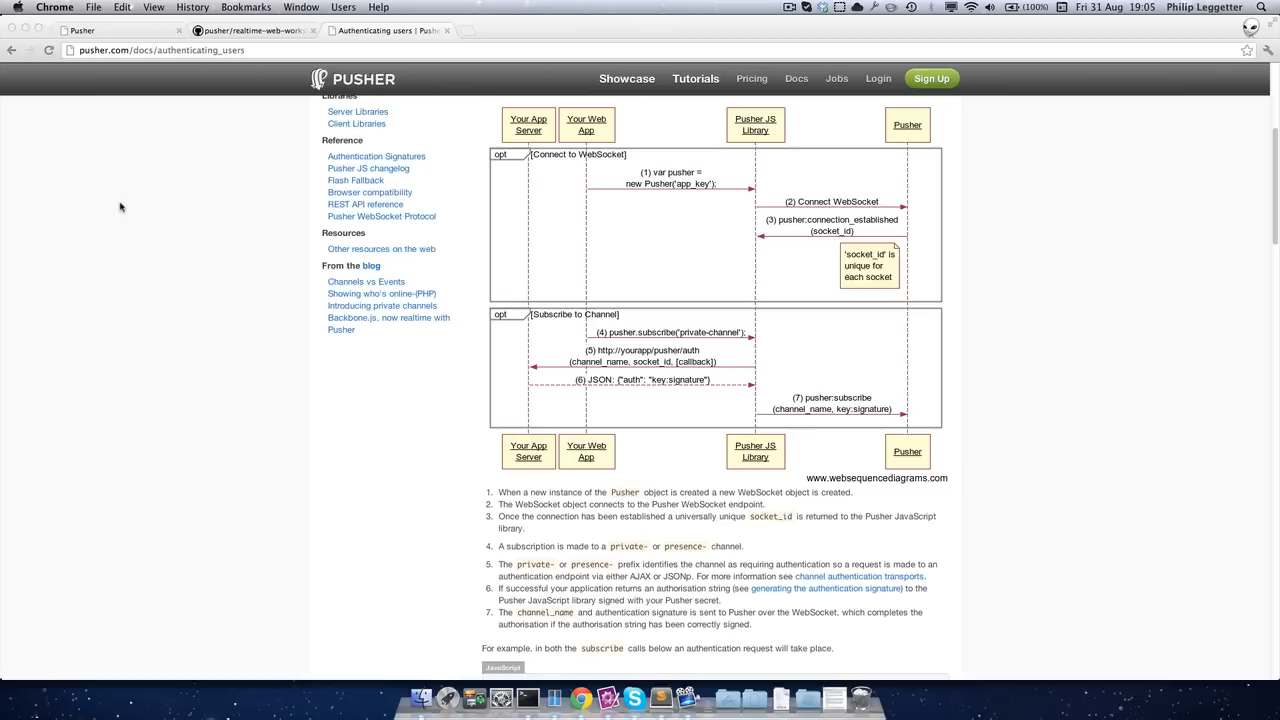 Chrome File Edit View History Bookmarks Window Users Help
(100%) Fri 31 Aug 19:05 Philip Leggetter
Pusher
pusher/realtime-web-works
Authenticating users | Pushe
pusher.com/docs/authenticating_users
PUSHER
Showcase Tutorials Pricing Docs Jobs Login Sign Up
Libraries
Server Libraries
Client Libraries
Reference
Authentication Signatures
Pusher JS changelog
Flash Fallback
Browser compatibility
REST API reference
Pusher WebSocket Protocol
Resources
Other resources on the web
From the blog
Channels vs Events
Showing who's online-(PHP)
Introducing private channels
Backbone.js, now realtime with
Pusher
Your App
Server
Your Web
App
Pusher JS
Library
Pusher
opt [Connect to WebSocket]
(1) var pusher =
new Pusher('app_key');
(2) Connect WebSocket
(3) pusher:connection_established
(socket_id)
'socket_id' is
unique for
each socket
opt [Subscribe to Channel]
(4) pusher.subscribe('private-channel');
(5) http://yourapp/pusher/auth
(channel_name, socket_id, [callback])
(6) JSON: {"auth": "key:signature"}
(7) pusher:subscribe
(channel_name, key:signature)
Your App
Server
Your Web
App
Pusher JS
Library
Pusher
www.websequencediagrams.com
1. When a new instance of the Pusher object is created a new WebSocket object is created.
2. The WebSocket object connects to the Pusher WebSocket endpoint.
3. Once the connection has been established a universally unique socket_id is returned to the Pusher JavaScript
library.
4. A subscription is made to a private- or presence- channel.
5. The private- or presence- prefix identifies the channel as requiring authentication so a request is made to an
authentication endpoint via either AJAX or JSONp. For more information see channel authentication transports.
6. If successful your application returns an authorisation string (see generating the authentication signature) to
the Pusher JavaScript library signed with your Pusher secret.
7. The channel_name and authentication signature is sent to Pusher over the WebSocket, which completes the
authorisation if the authorisation string has been correctly signed.
For example, in both the subscribe calls below an authentication request will take place.
JavaScript